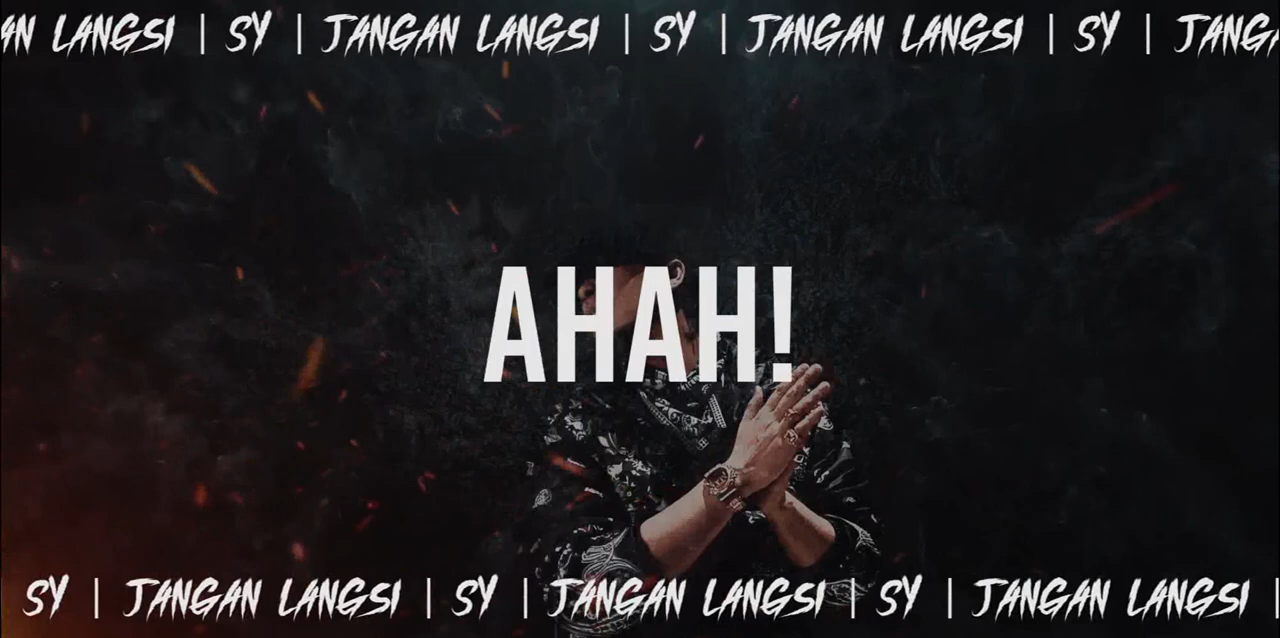 AN LANGSI | SY | JANGAN LANGSI | SY | JANGAN LANGSI | SY | JANGA
AHAH!
SY | JANGAN LANGSI | SY | JANGAN LANGSI | SY | JANGAN LANGSI |